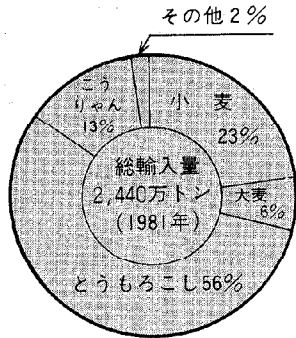 その他2%
こう
りゃん
13%
小麦
23%
総輸入量
2,440万トン
(1981年)
大麦
6%
とうもろこし56%